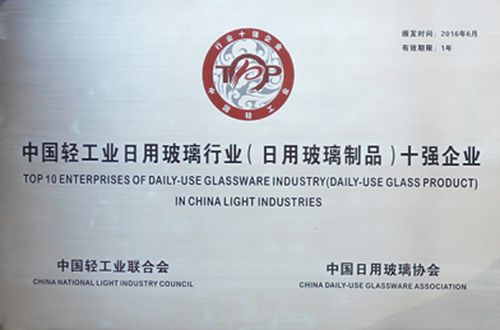 颁发时间：2016年6月
有效期限：1年
行业十强企业
TOP
中国轻工业
中国轻工业日用玻璃行业（日用玻璃制品）十强企业
TOP 10 ENTERPRISES OF DAILY-USE GLASSWARE INDUSTRY(DAILY-USE GLASS PRODUCT)
IN CHINA LIGHT INDUSTRIES
中国轻工业联合会
CHINA NATIONAL LIGHT INDUSTRY COUNCIL
中国日用玻璃协会
CHINA DAILY-USE GLASSWARE ASSOCIATION